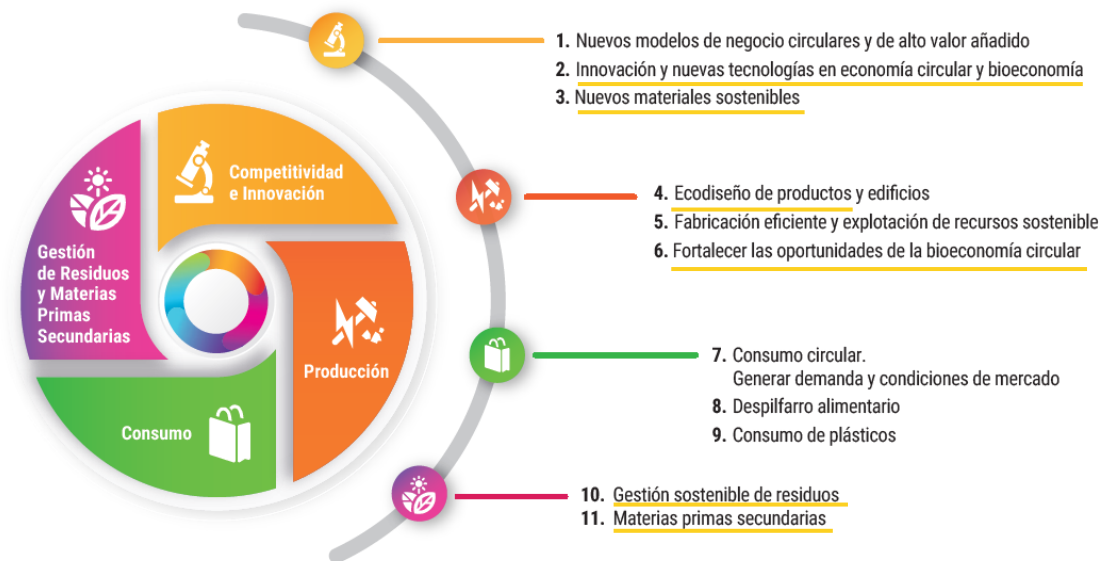 1. Nuevos modelos de negocio circulares y de alto valor añadido
2. Innovación y nuevas tecnologías en economía circular y bioeconomía
3. Nuevos materiales sostenibles
Competitividad
e Innovación
Gestión
de Residuos
y Materias
Primas
Secundarias
Producción
Consumo
4. Ecodiseño de productos y edificios
5. Fabricación eficiente y explotación de recursos sostenible
6. Fortalecer las oportunidades de la bioeconomía circular
7. Consumo circular.
Generar demanda y condiciones de mercado
8. Despilfarro alimentario
9. Consumo de plásticos
10. Gestión sostenible de residuos
11. Materias primas secundarias